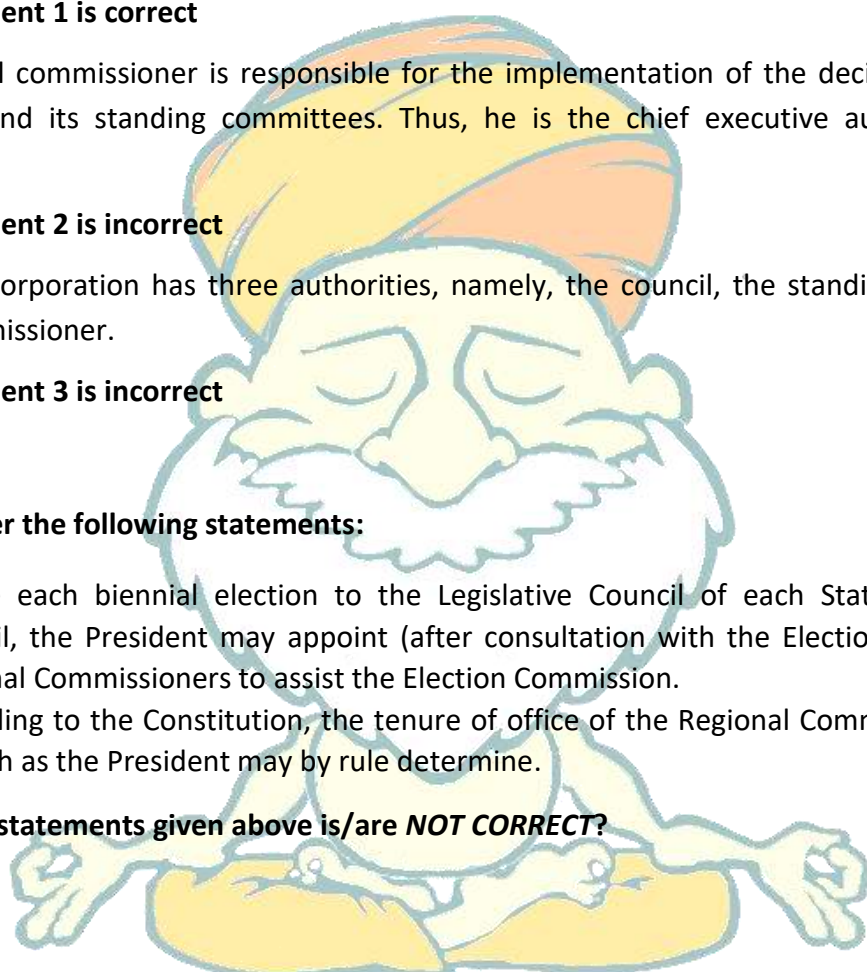 ent 1 is correct
l commissioner is responsible for the implementation of the deci
nd its standing committees. Thus, he is the chief executive au
ent 2 is incorrect
orporation has three authorities, namely, the council, the standi
issioner.
ent 3 is incorrect
er the following statements:
each biennial election to the Legislative Council of each Stat
il, the President may appoint (after consultation with the Electio
nal Commissioners to assist the Election Commission.
ding to the Constitution, the tenure of office of the Regional Comm
h as the President may by rule determine.
statements given above is/are NOT CORRECT?